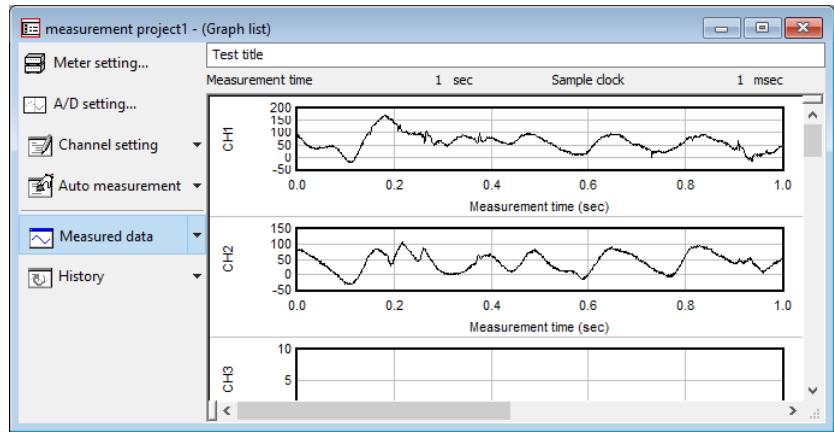 measurement project1 - (Graph list)
Meter setting...
A/D setting...
Channel setting
Auto measurement
Measured data
History
Test title
Measurement time 1 sec Sample clock 1 msec
CH1
200
150
100
50
0
-50
0.0 0.2 0.4 0.6 0.8 1.0
Measurement time (sec)
CH2
150
100
50
0
-50
0.0 0.2 0.4 0.6 0.8 1.0
Measurement time (sec)
CH3
10
5